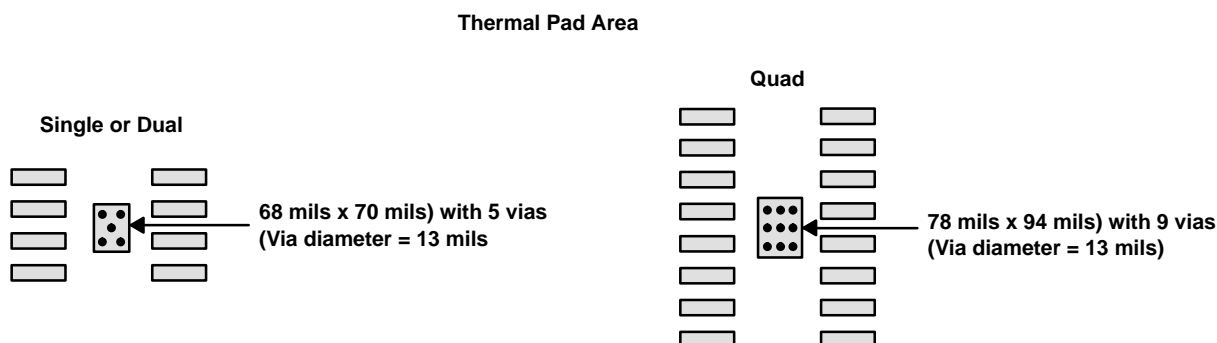 Thermal Pad Area
Quad
Single or Dual
68 mils x 70 mils) with 5 vias
(Via diameter = 13 mils
78 mils x 94 mils) with 9 vias
(Via diameter = 13 mils)